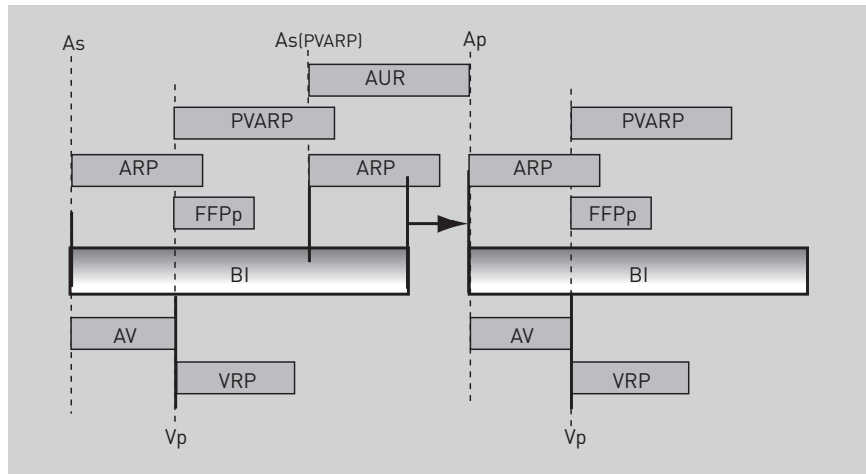 As As(PVARP) Ap
AUR
PVARP PVARP
ARP ARP ARP
FFPp FFPp
BI BI
AV AV
VRP VRP
Vp Vp